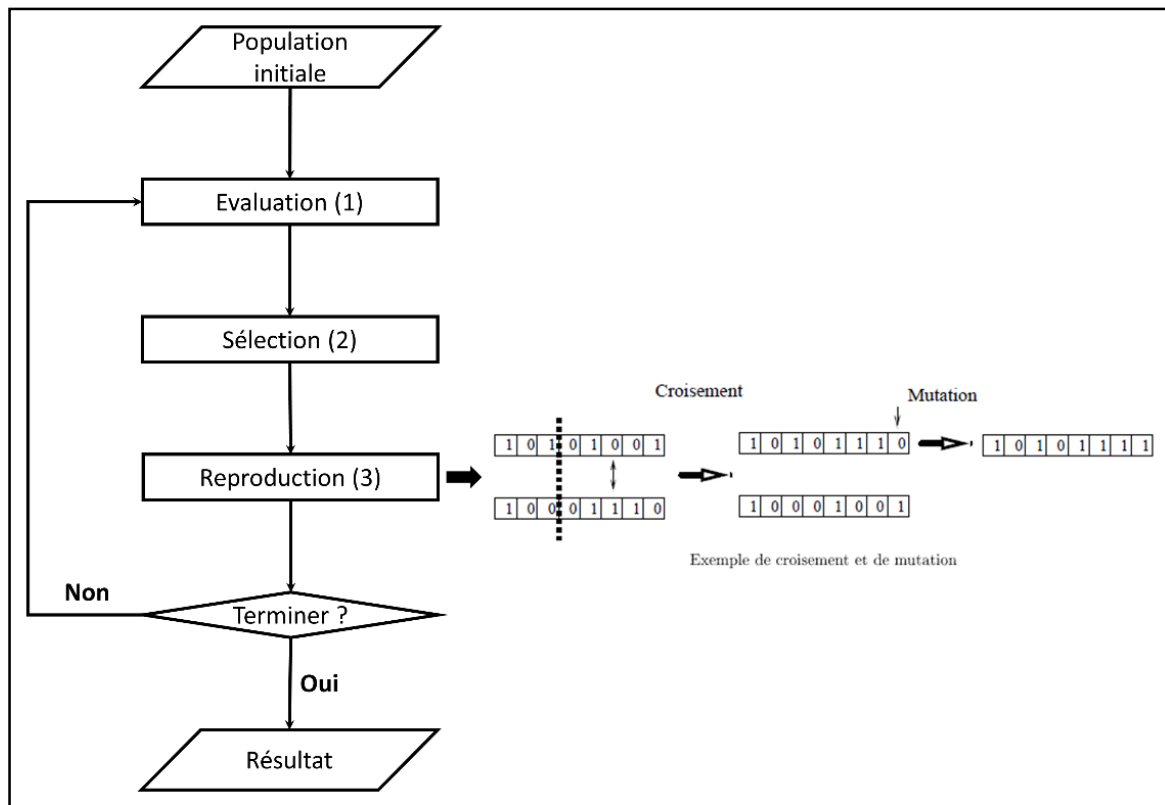 Population
initiale
Evaluation (1)
Sélection (2)
Reproduction (3)
Non
Terminer ?
Oui
Résultat
Croisement
Mutation
1 0 1 0 1 0 0 1
1 0 0 0 1 1 1 0
1 0 1 0 1 1 1 0
1 0 0 0 1 0 0 1
1 0 1 0 1 1 1 1
Exemple de croisement et de mutation